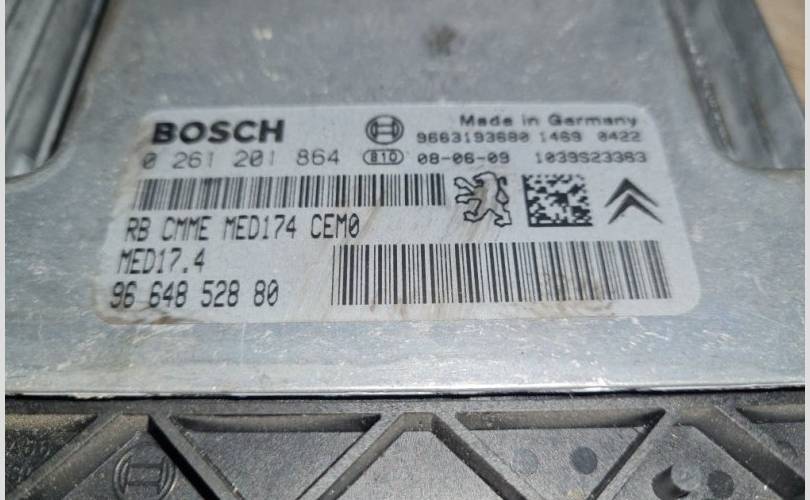 BOSCH Made in Germany
9663193680 1469 0422
0 261 201 864 810 08-06-09 1039S23383
RB CMME MED174 CEM0
MED17.4
96 648 528 80